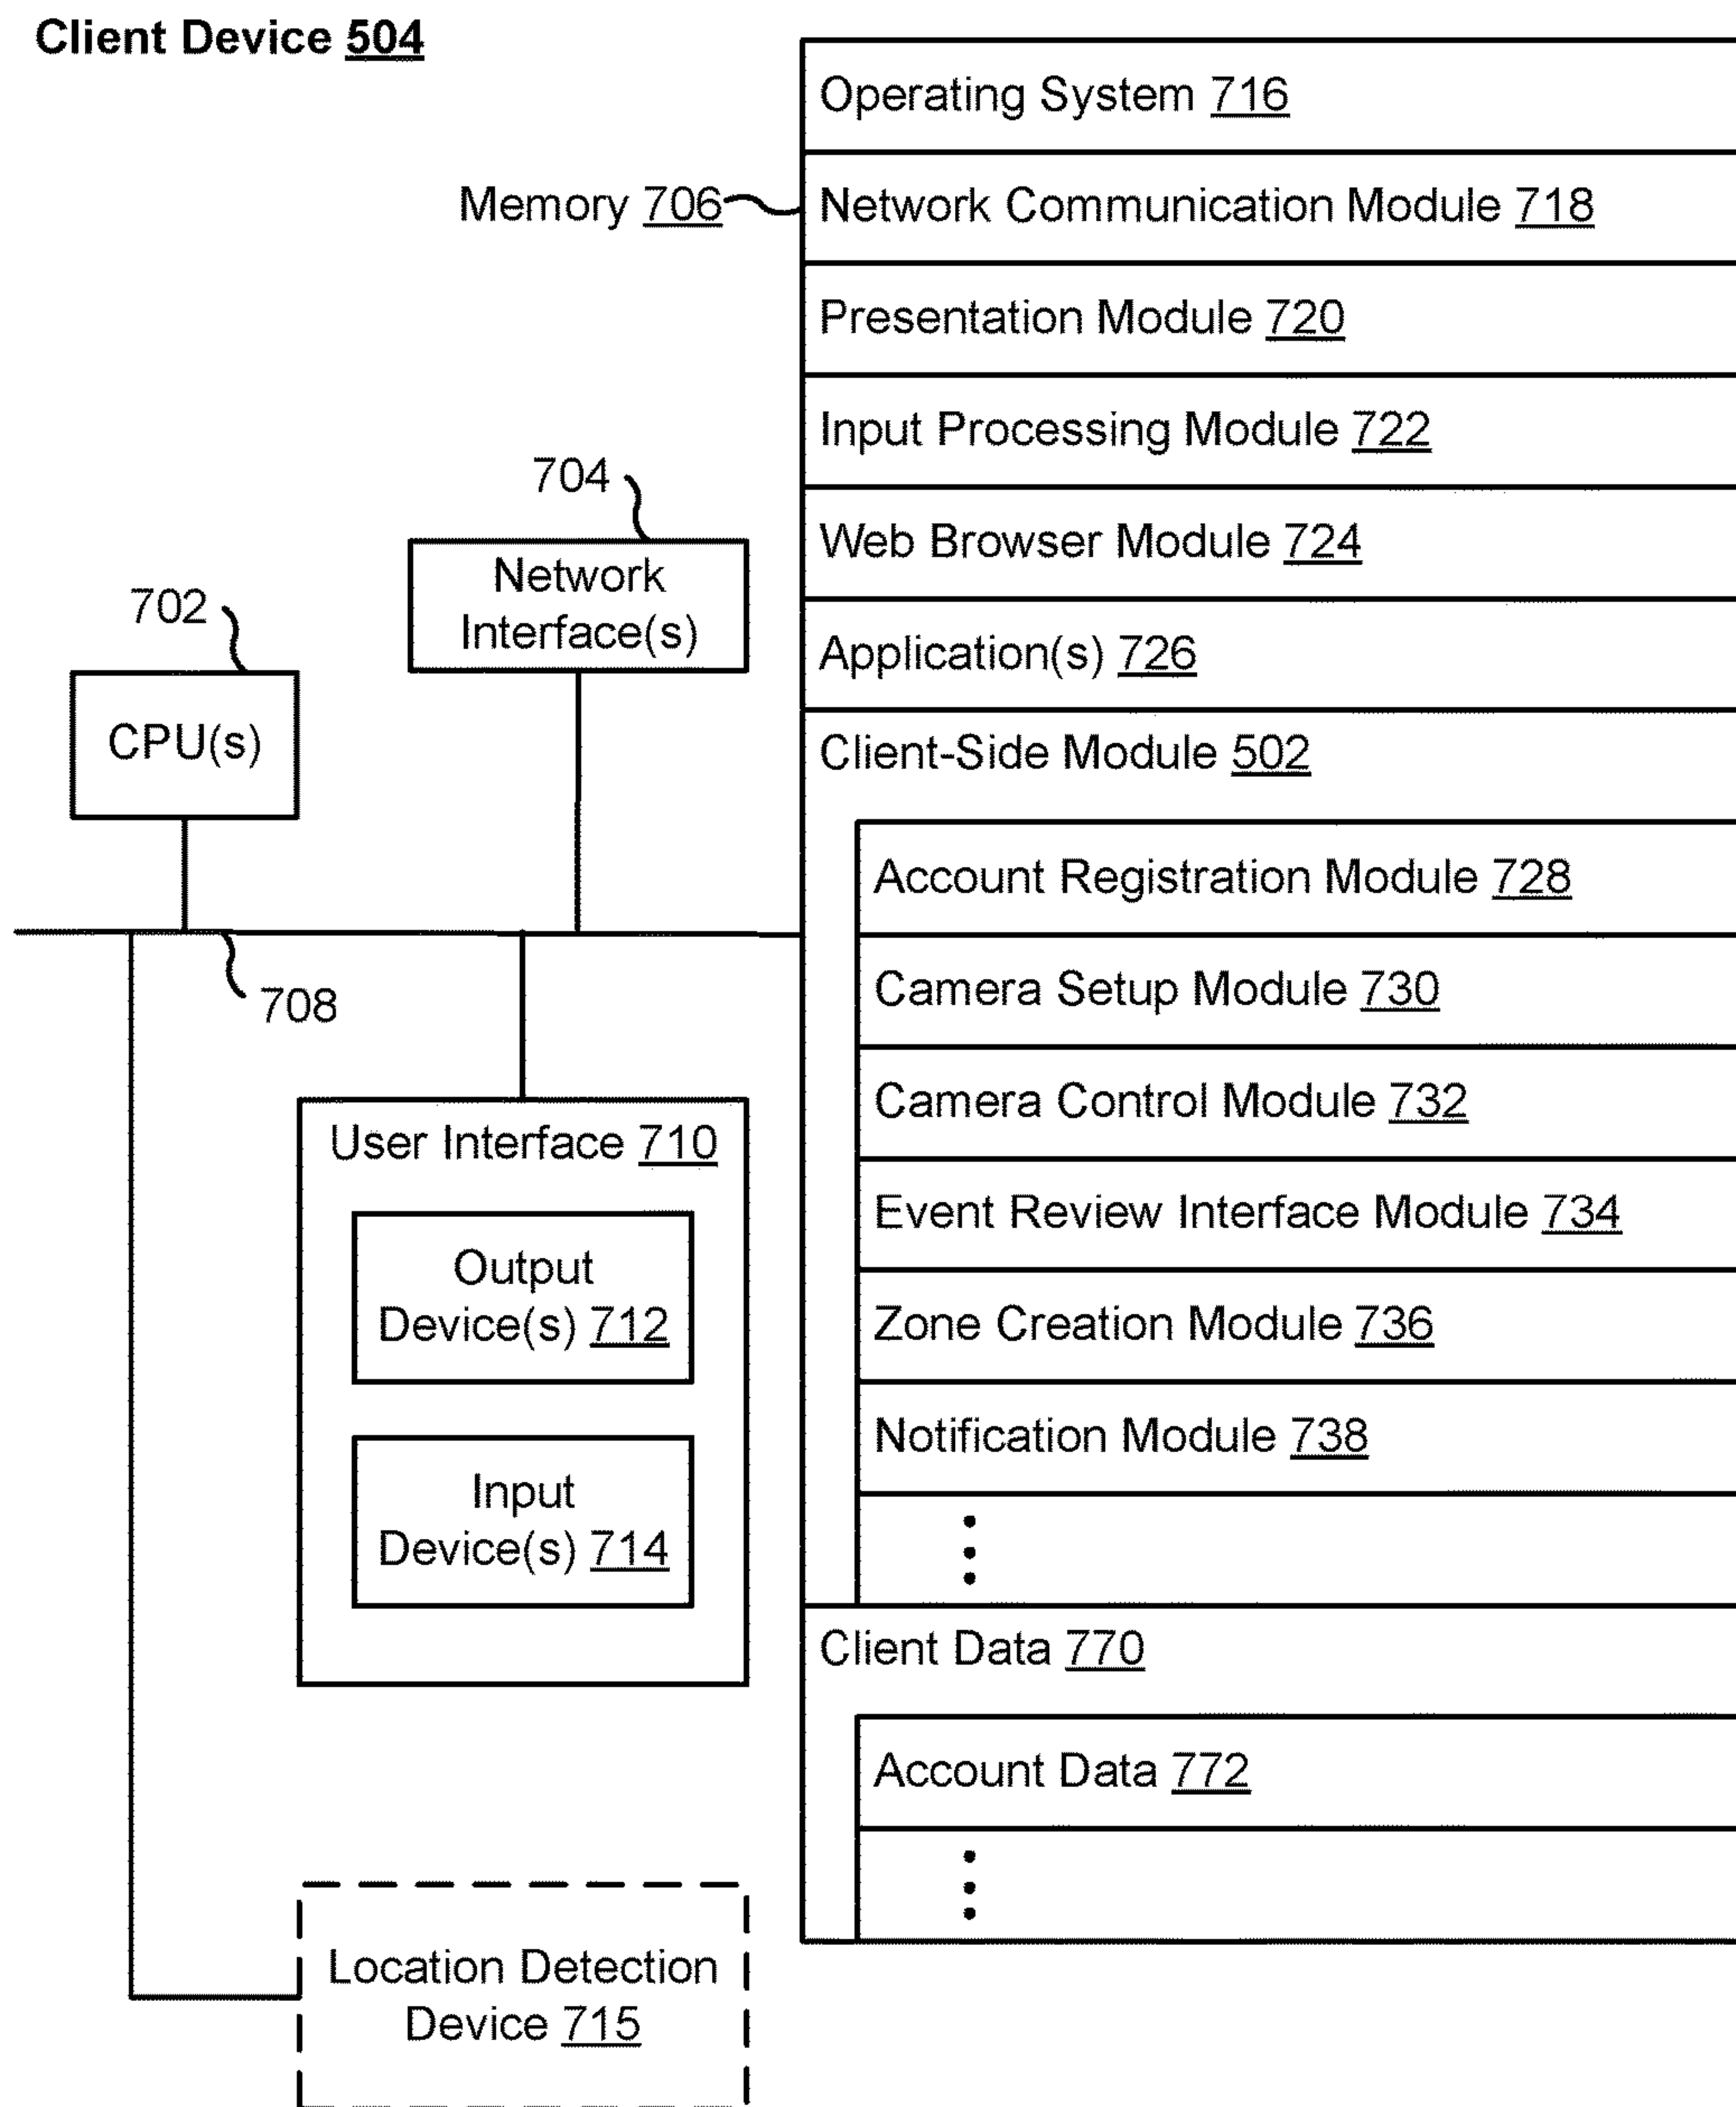 Client Device 504
Operating System 716
Memory 706
Network Communication Module 718
Presentation Module 720
Input Processing Module 722
704
Network
Interface(s)
Web Browser Module 724
702
CPU(s)
Application(s) 726
Client-Side Module 502
Account Registration Module 728
708
Camera Setup Module 730
Camera Control Module 732
User Interface 710
Output
Device(s) 712
Input
Device(s) 714
Event Review Interface Module 734
Zone Creation Module 736
Notification Module 738
Client Data 770
Account Data 772
Location Detection
Device 715